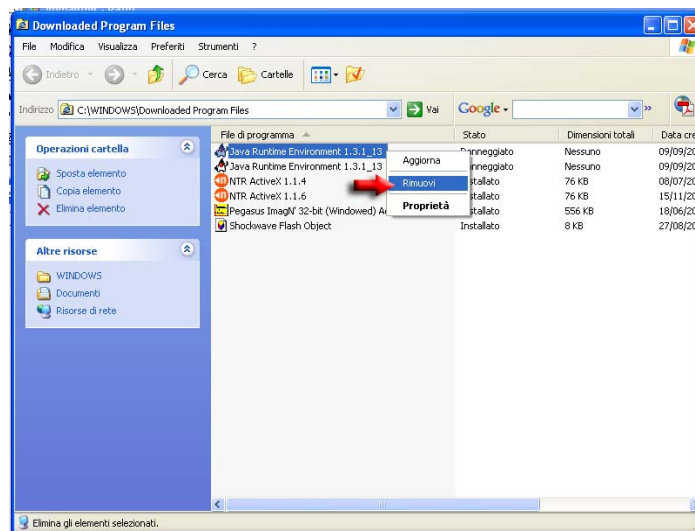 Downloaded Program Files
File Modifica Visualizza Preferiti Strumenti ?
Indietro Cerca Cartelle
Indirizzo C:\WINDOWS\Downloaded Program Files Vai Google
Operazioni cartella
Sposta elemento
Copia elemento
Elimina elemento
Altre risorse
WINDOWS
Documenti
Risorse di rete
File di programma Stato Dimensioni totali Data cre
Java Runtime Environment 1.3.1_13 Danneggiato Nessuno 09/09/20
Java Runtime Environment 1.3.1_13 nneggiato Nessuno 09/09/20
NTR ActiveX 1.1.4 tallato 76 KB 08/07/20
NTR ActiveX 1.1.6 stallato 76 KB 15/11/20
Pegasus ImagN' 32-bit (Windowed) Ac stallato 556 KB 18/06/20
Shockwave Flash Object Installato 8 KB 27/08/20
Aggiorna
Rimuovi
Proprietà
Elimina gli elementi selezionati.